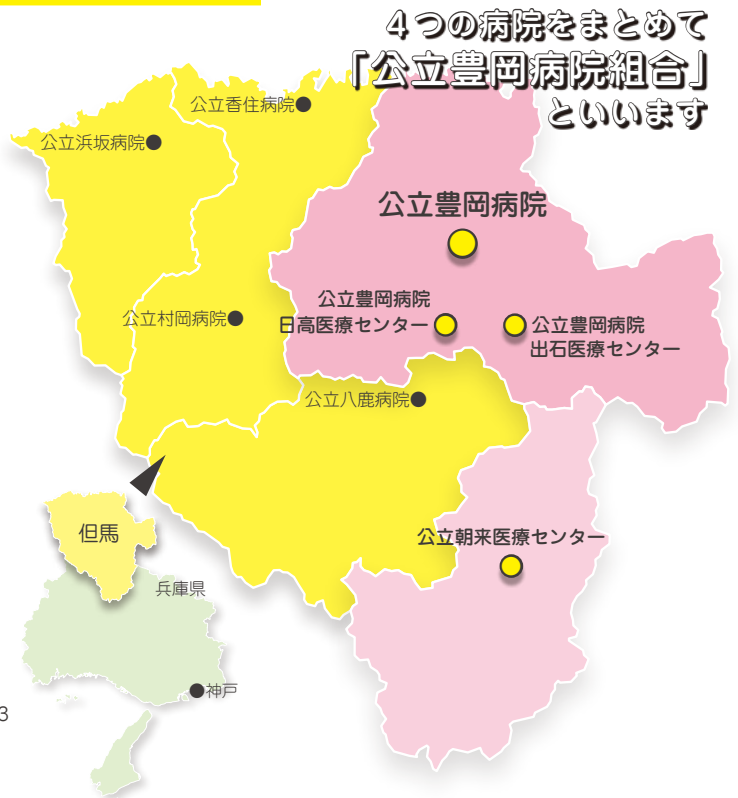 4つの病院をまとめて
「公立豊岡病院組合」
といいます
公立香住病院
公立浜坂病院
公立豊岡病院
公立豊岡病院
日高医療センター
公立豊岡病院
出石医療センター
公立村岡病院
公立八鹿病院
公立朝来医療センター
但馬
兵庫県
神戸
3